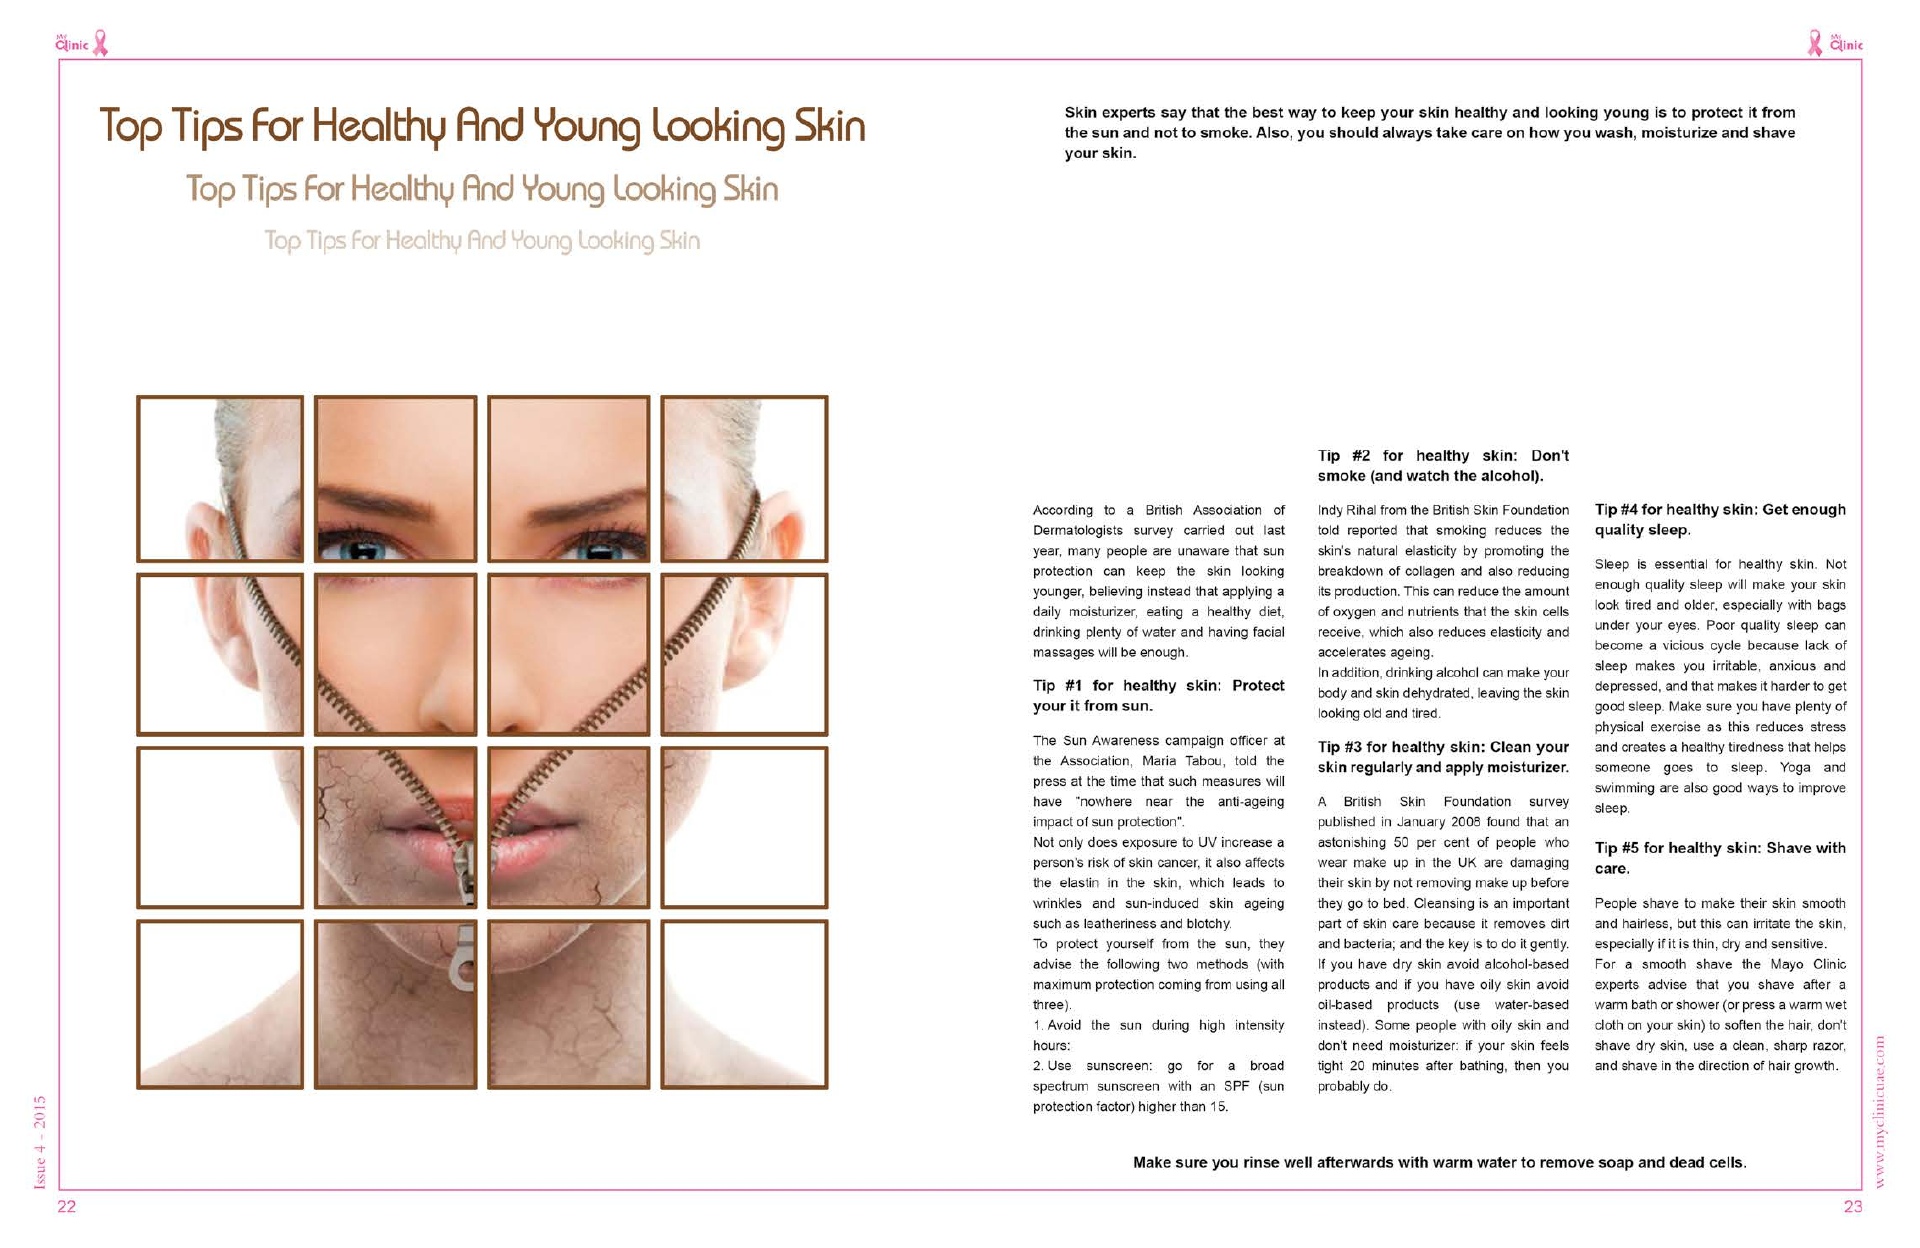 My
Clinic
My
Clinic
Top Tips For Healthy And Young Looking Skin
Top Tips For Healthy And Young Looking Skin
Top Tips For Healthy And Young Looking Skin
Skin experts say that the best way to keep your skin healthy and looking young is to protect it from
the sun and not to smoke. Also, you should always take care on how you wash, moisturize and shave
your skin.
According to a British Association of
Dermatologists survey carried out last
year, many people are unaware that sun
protection can keep the skin looking
younger, believing instead that applying a
daily moisturizer, eating a healthy diet,
drinking plenty of water and having facial
massages will be enough.
Tip #1 for healthy skin: Protect
your it from sun.
The Sun Awareness campaign officer at
the Association, Maria Tabou, told the
press at the time that such measures will
have "nowhere near the anti-ageing
impact of sun protection".
Not only does exposure to UV increase a
person's risk of skin cancer, it also affects
the elastin in the skin, which leads to
wrinkles and sun-induced skin ageing
such as leatheriness and blotchy.
To protect yourself from the sun, they
advise the following two methods (with
maximum protection coming from using all
three).
1. Avoid the sun during high intensity
hours:
2. Use sunscreen: go for a broad
spectrum sunscreen with an SPF (sun
protection factor) higher than 15.
Tip #2 for healthy skin: Don't
smoke (and watch the alcohol).
Indy Rihal from the British Skin Foundation
told reported that smoking reduces the
skin's natural elasticity by promoting the
breakdown of collagen and also reducing
its production. This can reduce the amount
of oxygen and nutrients that the skin cells
receive, which also reduces elasticity and
accelerates ageing.
In addition, drinking alcohol can make your
body and skin dehydrated, leaving the skin
looking old and tired.
Tip #3 for healthy skin: Clean your
skin regularly and apply moisturizer.
A British Skin Foundation survey
published in January 2008 found that an
astonishing 50 per cent of people who
wear make up in the UK are damaging
their skin by not removing make up before
they go to bed. Cleansing is an important
part of skin care because it removes dirt
and bacteria; and the key is to do it gently.
If you have dry skin avoid alcohol-based
products and if you have oily skin avoid
oil-based products (use water-based
instead). Some people with oily skin and
don't need moisturizer: if your skin feels
tight 20 minutes after bathing, then you
probably do.
Tip #4 for healthy skin: Get enough
quality sleep.
Sleep is essential for healthy skin. Not
enough quality sleep will make your skin
look tired and older, especially with bags
under your eyes. Poor quality sleep can
become a vicious cycle because lack of
sleep makes you irritable, anxious and
depressed, and that makes it harder to get
good sleep. Make sure you have plenty of
physical exercise as this reduces stress
and creates a healthy tiredness that helps
someone goes to sleep. Yoga and
swimming are also good ways to improve
sleep.
Tip #5 for healthy skin: Shave with
care.
People shave to make their skin smooth
and hairless, but this can irritate the skin,
especially if it is thin, dry and sensitive.
For a smooth shave the Mayo Clinic
experts advise that you shave after a
warm bath or shower (or press a warm wet
cloth on your skin) to soften the hair, don't
shave dry skin, use a clean, sharp razor,
and shave in the direction of hair growth.
Make sure you rinse well afterwards with warm water to remove soap and dead cells.
Issue 4 - 2015
www.myclinicuae.com
22
23